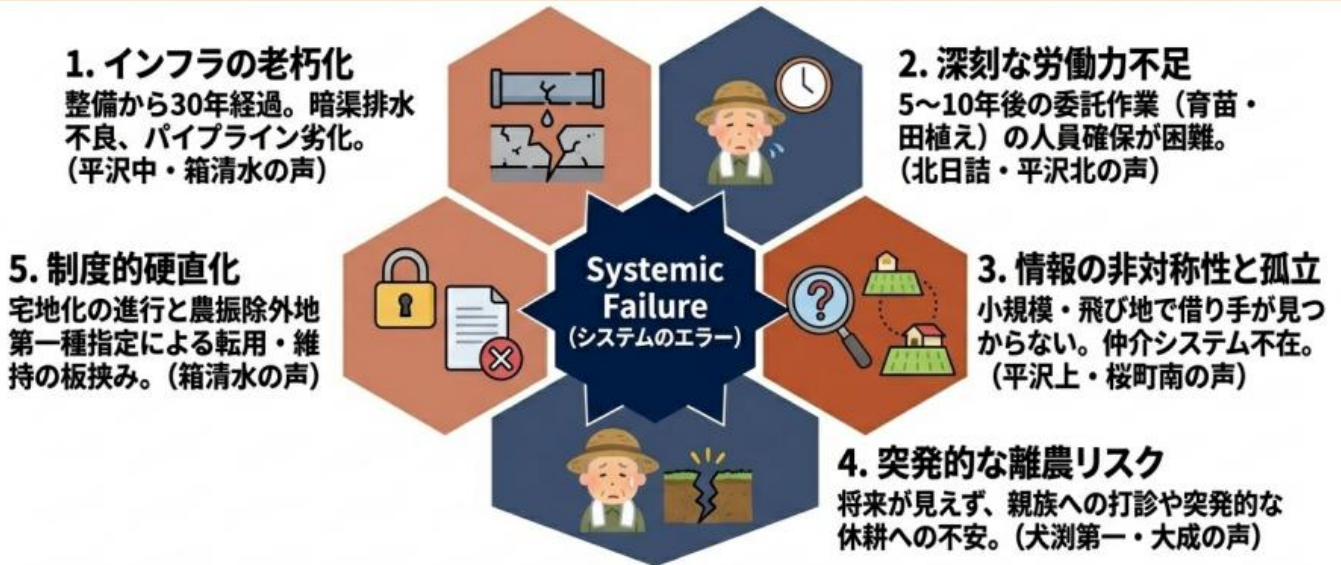 1. インフラの老朽化
整備から30年経過。暗渠排水
不良、パイプライン劣化。
（平沢中・箱清水の声）
2. 深刻な労働力不足
5～10年後の委託作業（育苗・
田植え）の人員確保が困難。
（北日詰・平沢北の声）
3. 情報の非対称性と孤立
小規模・飛び地で借り手が見つ
からない。仲介システム不在。
（平沢上・桜町南の声）
4. 突発的な離農リスク
将来が見えず、親族への打診や突発的な
休耕への不安。（犬渕第一・大成の声）
5. 制度的硬直化
宅地化の進行と農振除外地
第一種指定による転用・維
持の板挟み。（箱清水の声）
Systemic
Failure
（システムのエラー）
?